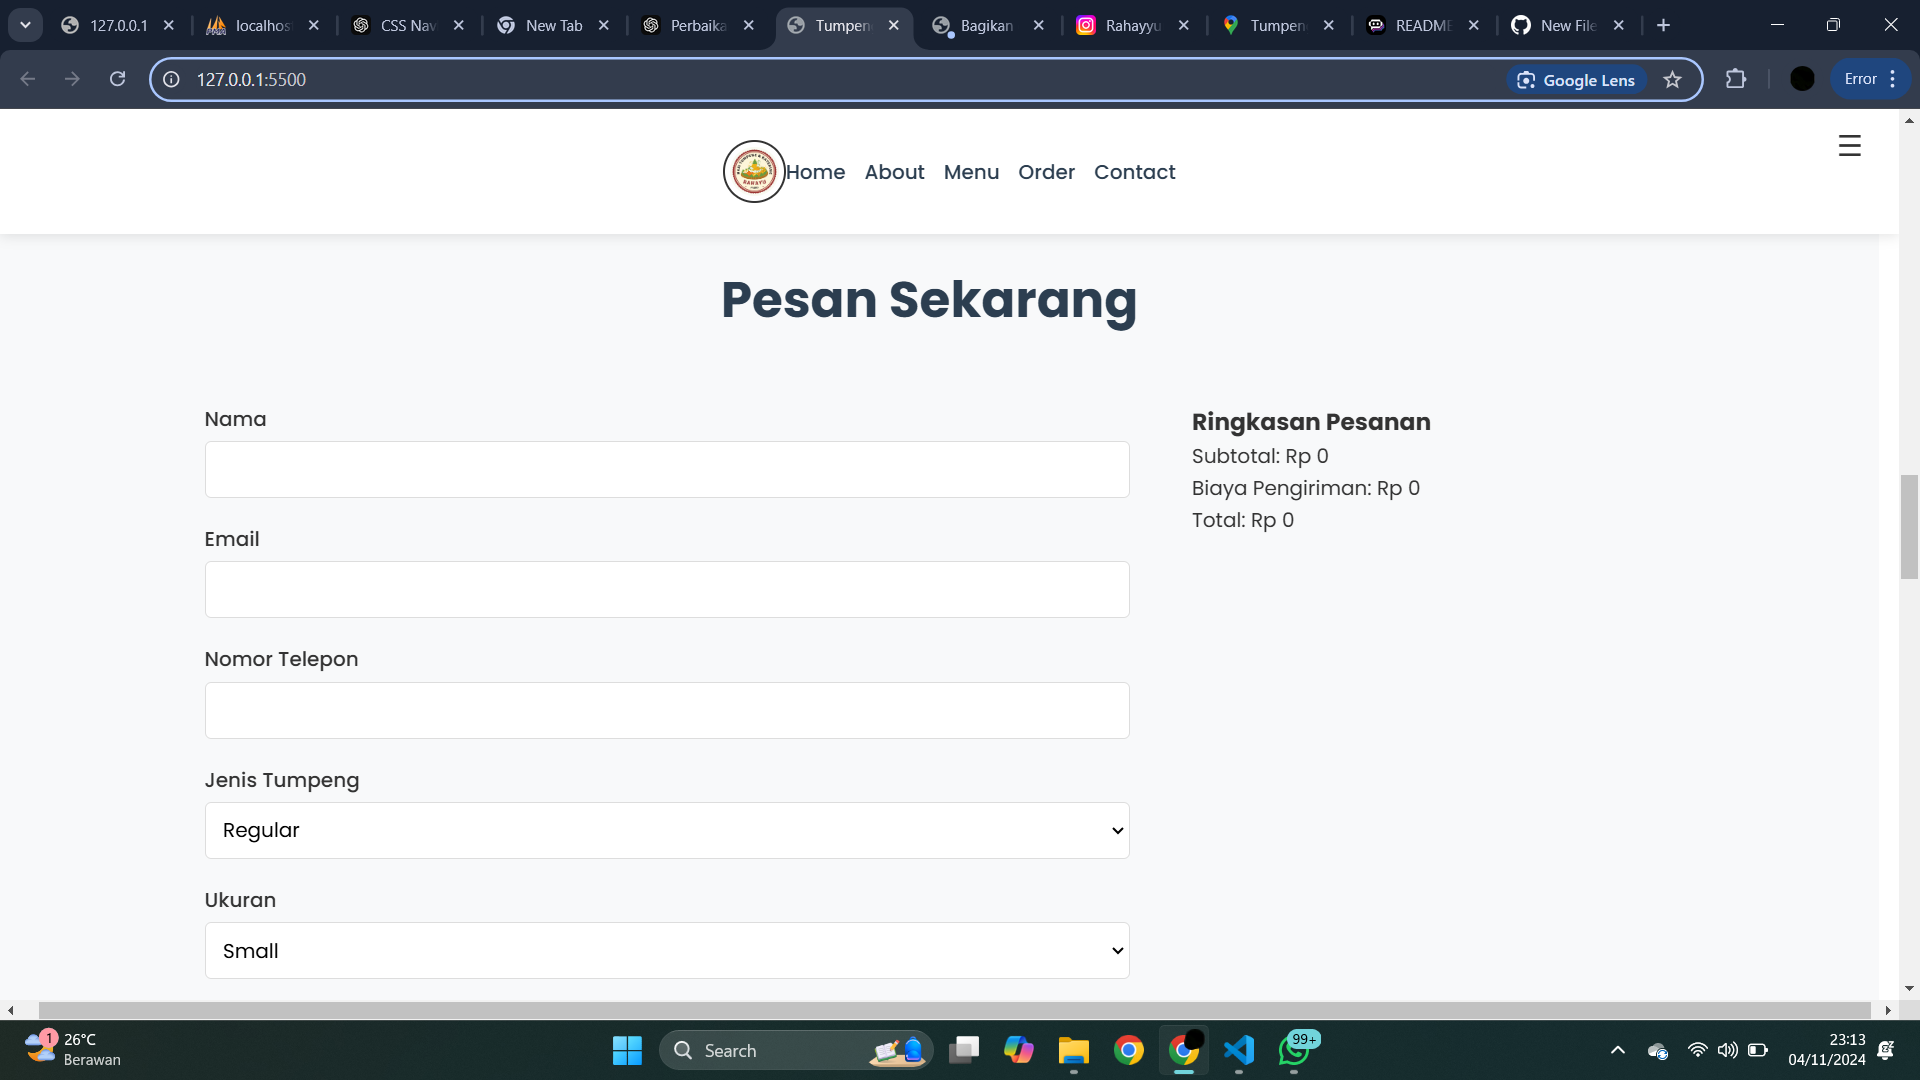 127.0.0.1
localhos
CSS Nav
New Tab
Perbaika
Tumpen
Bagikan
Rahayyu
Tumpen
README
New File
127.0.0.1:5500
Google Lens
Error
Home About Menu Order Contact
Pesan Sekarang
Nama
Email
Nomor Telepon
Jenis Tumpeng
Regular
Ukuran
Small
Ringkasan Pesanan
Subtotal: Rp 0
Biaya Pengiriman: Rp 0
Total: Rp 0
1
26°C
Berawan
Search
99+
23:13
04/11/2024